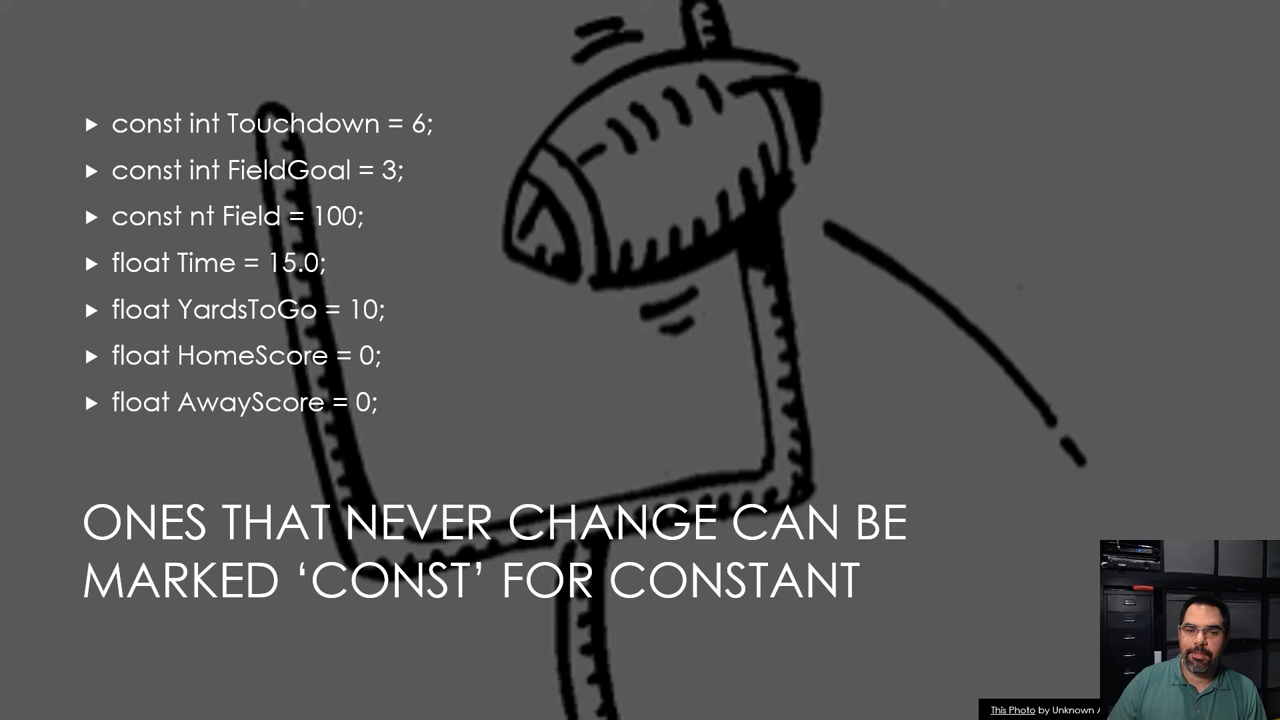 const int Touchdown = 6;
const int FieldGoal = 3;
const nt Field = 100;
float Time = 15.0;
float YardsToGo = 10;
float HomeScore = 0;
float AwayScore = 0;
ONES THAT NEVER CHANGE CAN BE
MARKED ‘CONST’ FOR CONSTANT
This Photo by Unknown A